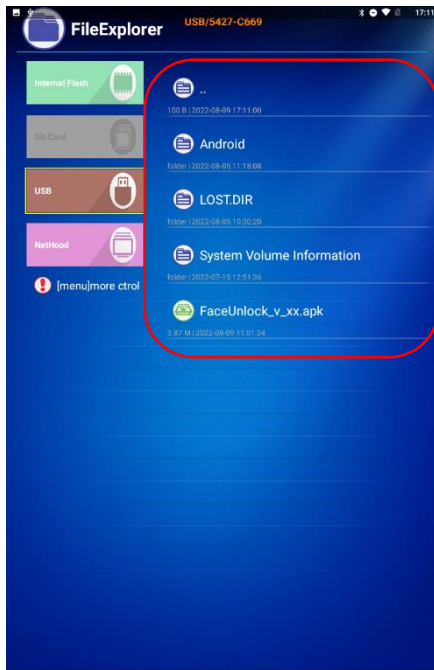 USB/5427-C669
17:11
FileExplorer
Internal Flash
SD Card
USB
NetHood
[menu]more ctrol
..
100 B | 2022-08-09 17:11:00
Android
folder | 2022-08-05 11:18:08
LOST.DIR
folder | 2022-08-05 10:30:20
System Volume Information
folder | 2022-07-15 12:51:36
FaceUnlock_v_xx.apk
3.87 M | 2022-08-09 11:01:34